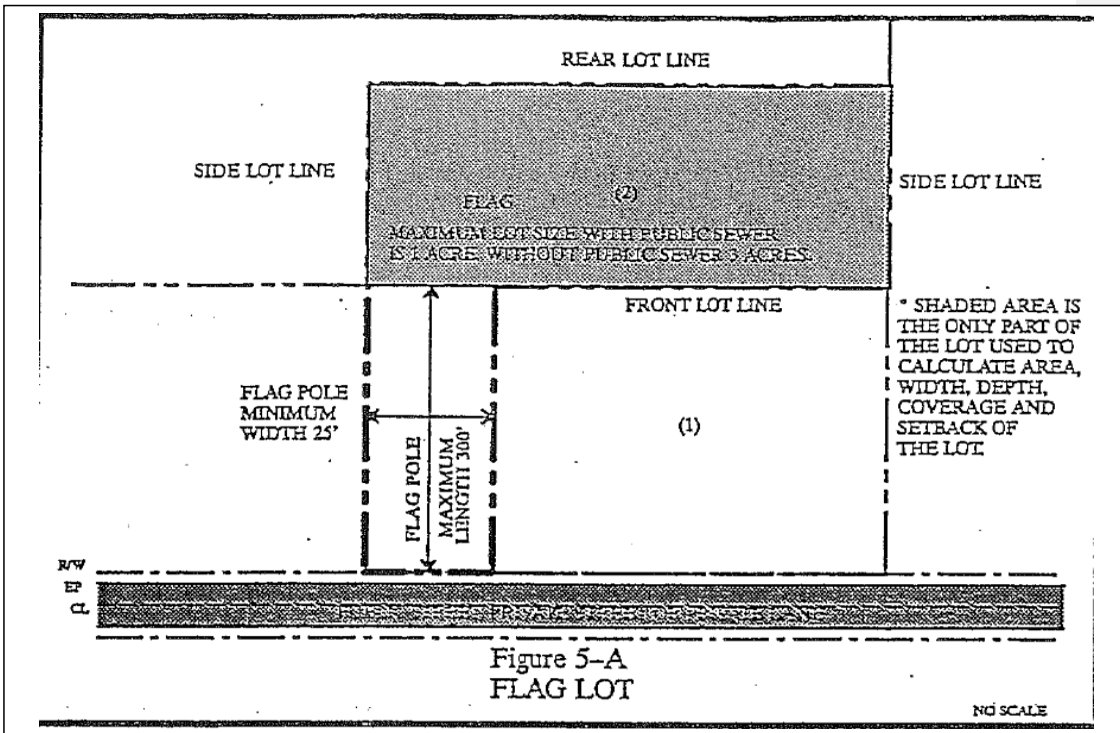 REAR LOT LINE
SIDE LOT LINE
SIDE LOT LINE
FLAG
(2)
MAXIMUM LOT SIZE WITH PUBLIC SEWER
IS 1 ACRE. WITHOUT PUBLIC SEWER 3 ACRES.
FRONT LOT LINE
* SHADED AREA IS
THE ONLY PART OF
THE LOT USED TO
CALCULATE AREA,
WIDTH, DEPTH,
COVERAGE AND
SETBACK OF
THE LOT.
FLAG POLE
MINIMUM
WIDTH 25'
FLAG POLE
MAXIMUM
LENGTH 300'
(1)
R/W
EP
CL
Figure 5-A
FLAG LOT
NO SCALE